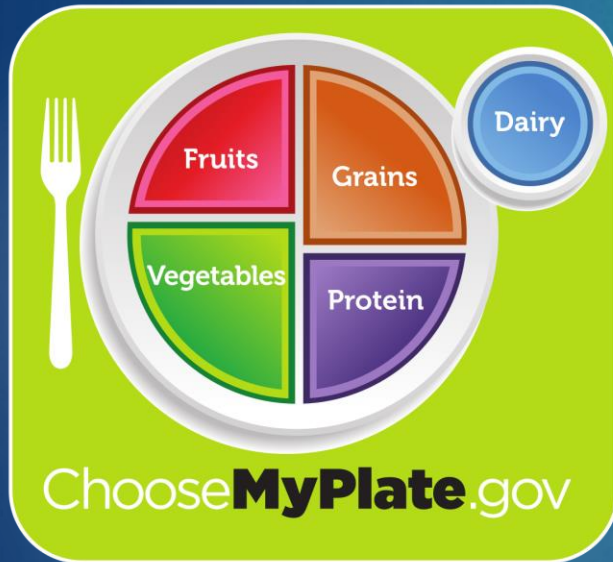 Fruits
Grains
Dairy
Vegetables
Protein
ChooseMyPlate.gov